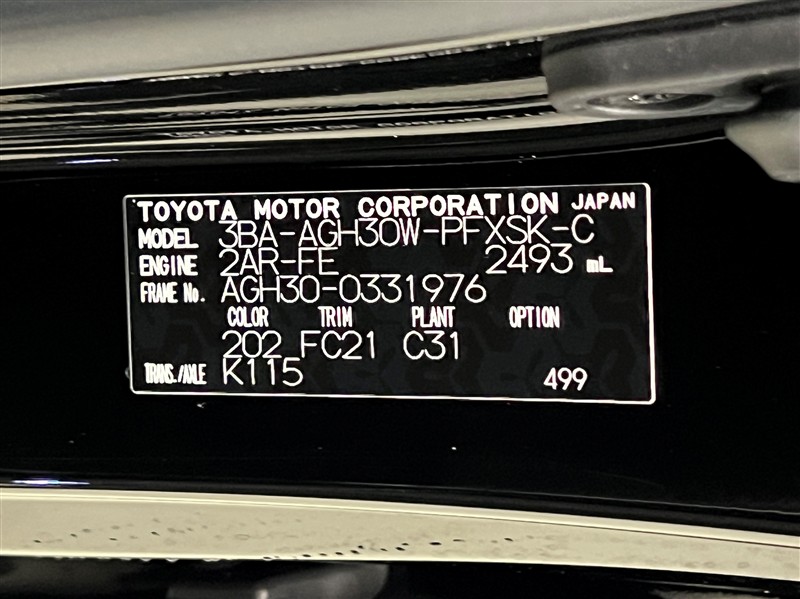 TOYOTA MOTOR CORPORATION JAPAN
MODEL 3BA-AGH30W-PFXSK-C
ENGINE 2AR-FE 2493 mL
FRAME No. AGH30-0331976
COLOR TRIM PLANT OPTION
202 FC21 C31
TRANS./AXLE K115 499